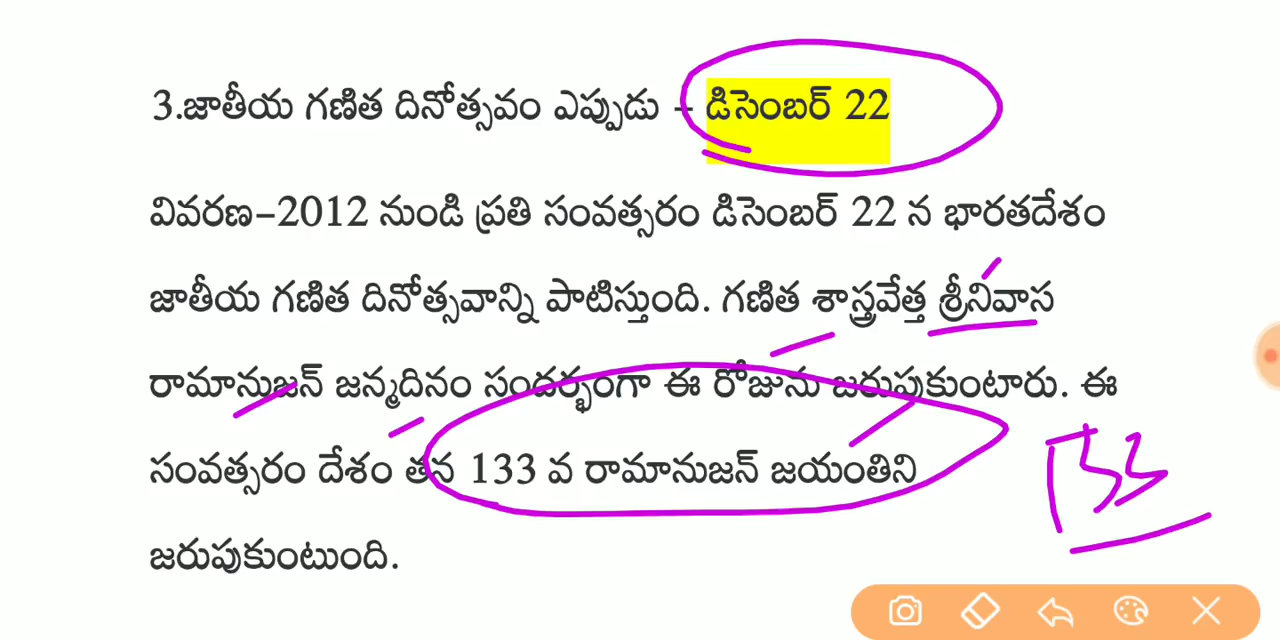 3.జాతీయ గణిత దినోత్సవం ఎప్పుడు – డిసెంబర్ 22
వివరణ–2012 నుండి ప్రతి సంవత్సరం డిసెంబర్ 22 న భారతదేశం
జాతీయ గణిత దినోత్సవాన్ని పాటిస్తుంది. గణిత శాస్త్రవేత్త శ్రీనివాస
రామానుజన్ జన్మదినం సందర్భంగా ఈ రోజును జరుపుకుంటారు. ఈ
సంవత్సరం దేశం తన 133 వ రామానుజన్ జయంతిని
133
జరుపుకుంటుంది.